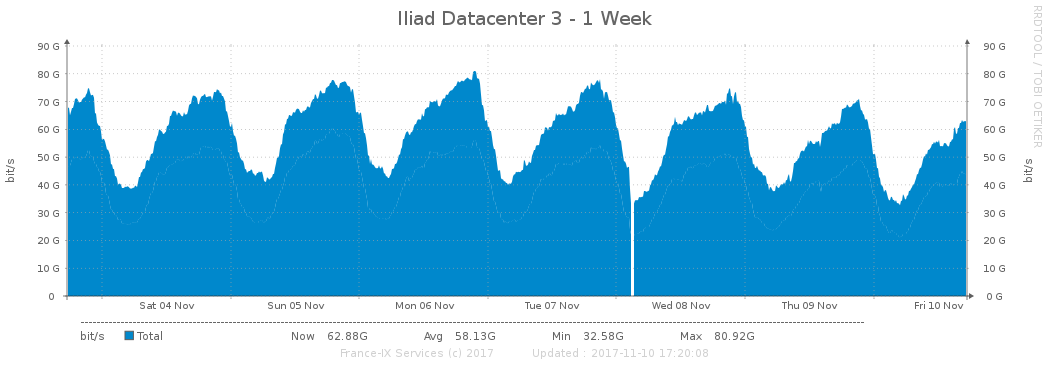 Iliad Datacenter 3 - 1 Week
RRDTOOL / TOBI OETIKER
90 G 90 G
80 G 80 G
70 G 70 G
60 G 60 G
50 G 50 G
40 G 40 G
30 G 30 G
20 G 20 G
10 G 10 G
0 0 G
bit/s
bit/s
Sat 04 Nov Sun 05 Nov Mon 06 Nov Tue 07 Nov Wed 08 Nov Thu 09 Nov Fri 10 Nov
bit/s Total Now 62.88G Avg 58.13G Min 32.58G Max 80.92G
France-IX Services (c) 2017 Updated : 2017-11-10 17:20:08